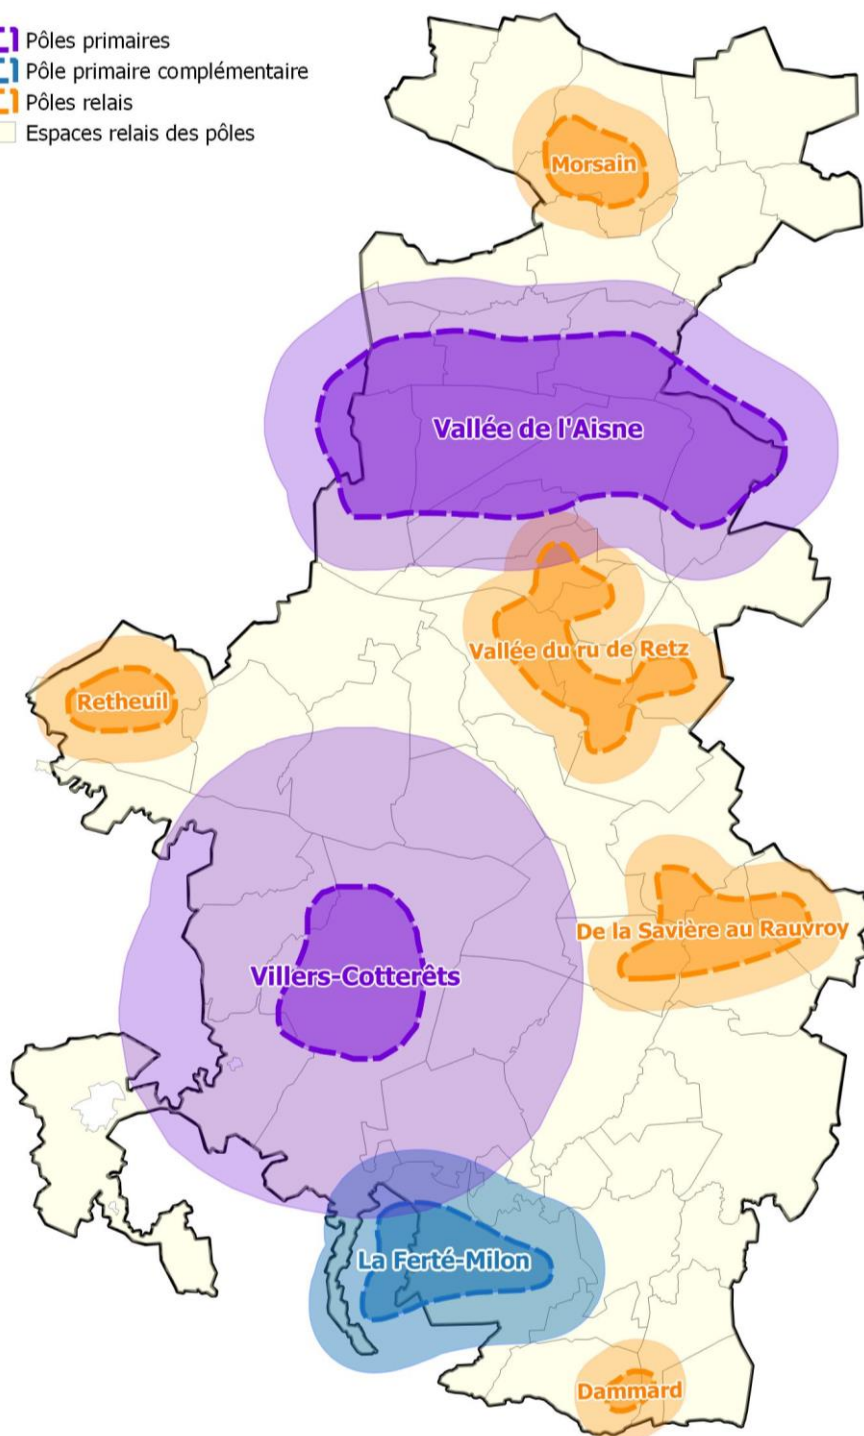 Pôles primaires
Pôle primaire complémentaire
Pôles relais
Espaces relais des pôles
Morsain
Vallée de l'Aisne
Vallée du ru de Retz
Retheuil
De la Savière au Rauvroy
Villers-Cotterêts
La Ferté-Milon
Dammard